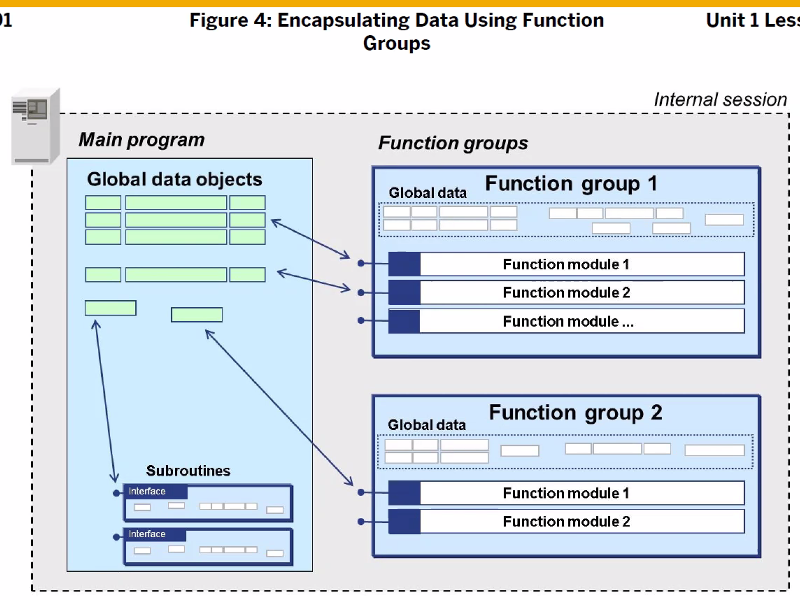 01
Figure 4: Encapsulating Data Using Function
Groups
Unit 1 Less
Internal session
Main program
Function groups
Global data objects
Subroutines
Interface
Interface
Function group 1
Global data
Function module 1
Function module 2
Function module ...
Function group 2
Global data
Function module 1
Function module 2